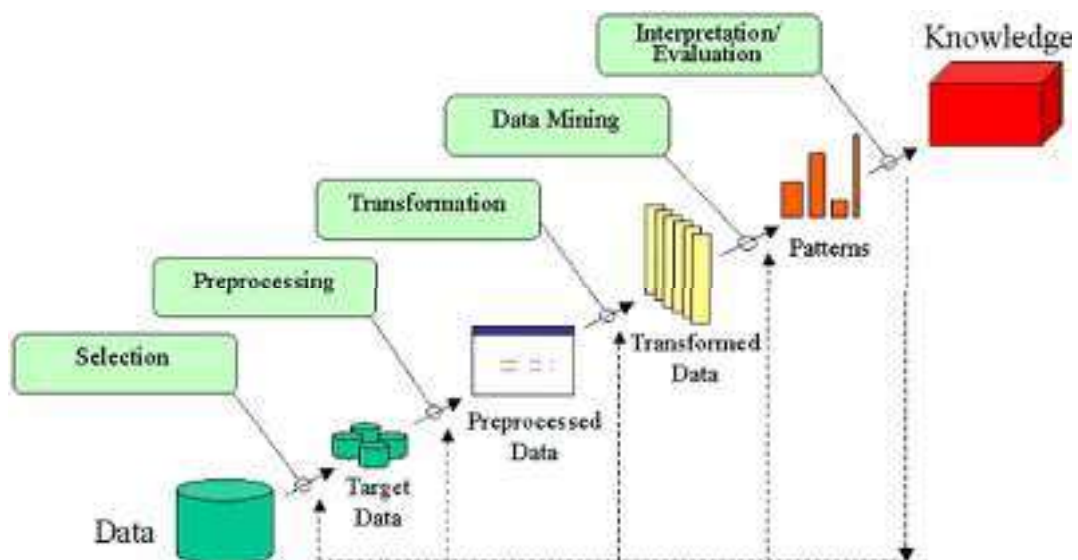 Interpretation/
Evaluation
Knowledge
Data Mining
Transformation
Patterns
Preprocessing
Transformed
Data
Selection
Preprocessed
Data
Target
Data
Data